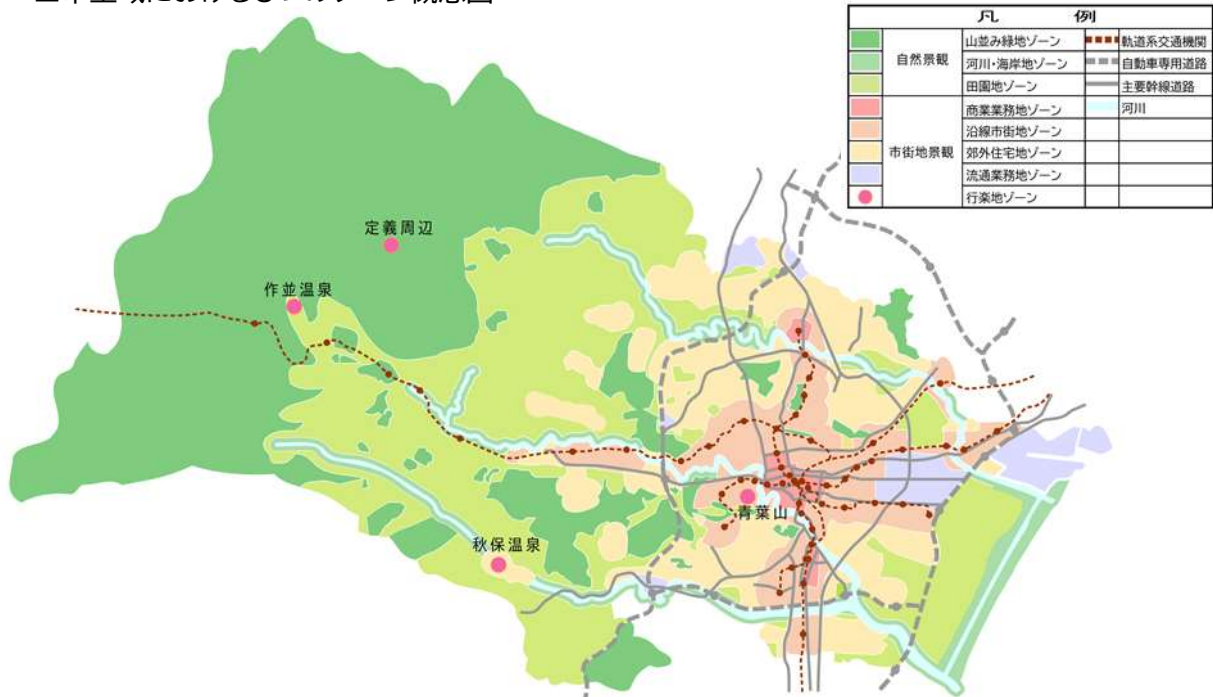 凡 例
自然景観
山並み緑地ゾーン
軌道系交通機関
河川・海岸地ゾーン
自動車専用道路
田園地ゾーン
主要幹線道路
市街地景観
商業業務地ゾーン
河川
沿線市街地ゾーン
郊外住宅地ゾーン
流通業務地ゾーン
行楽地ゾーン
定義周辺
作並温泉
青葉山
秋保温泉